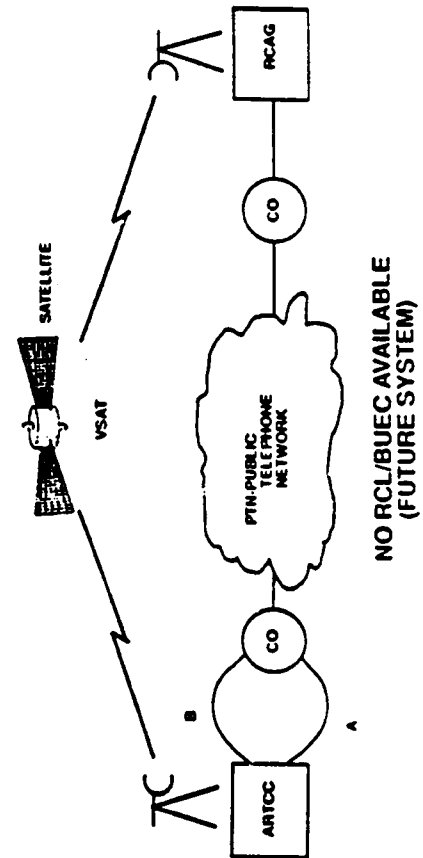 SATELLITE
VSAT
RCAG
CO
PTN-PUBLIC
TELEPHONE
NETWORK
CO
B
A
ARTCC
NO RCL/BUEC AVAILABLE
(FUTURE SYSTEM)